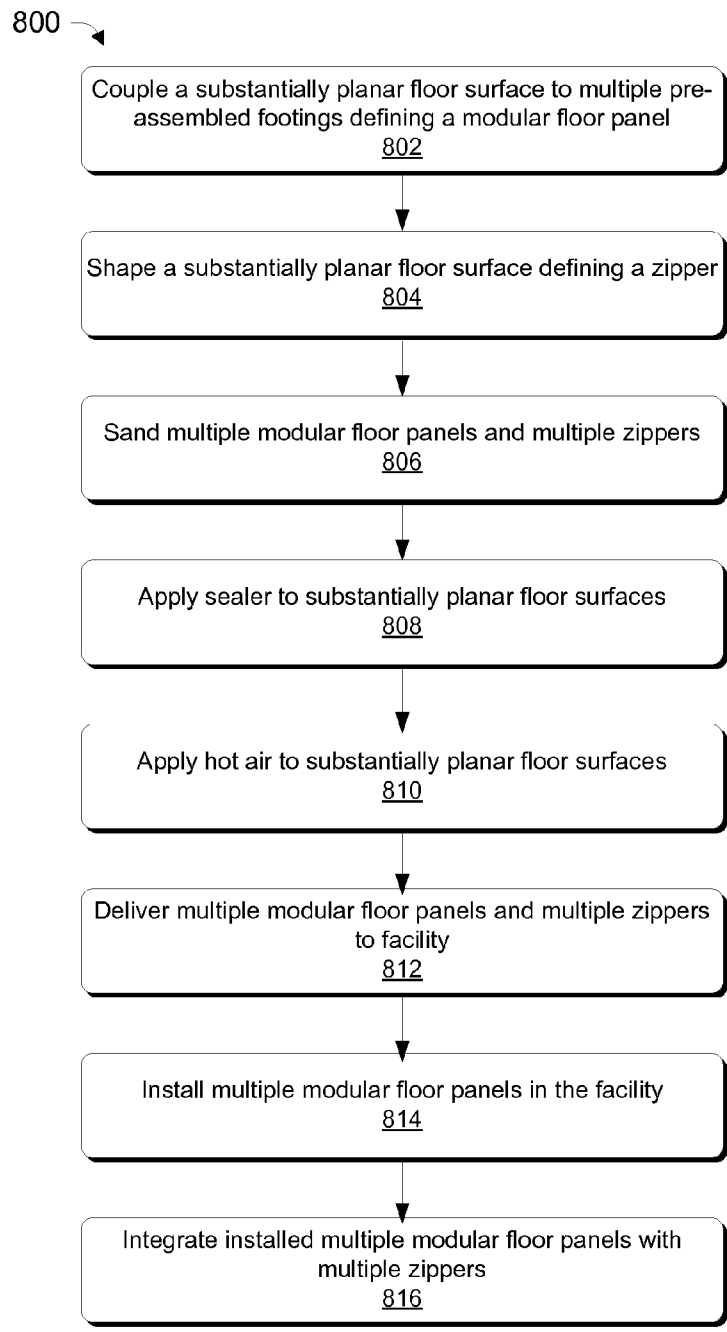 800
Couple a substantially planar floor surface to multiple pre-
assembled footings defining a modular floor panel
802
Shape a substantially planar floor surface defining a zipper
804
Sand multiple modular floor panels and multiple zippers
806
Apply sealer to substantially planar floor surfaces
808
Apply hot air to substantially planar floor surfaces
810
Deliver multiple modular floor panels and multiple zippers
to facility
812
Install multiple modular floor panels in the facility
814
Integrate installed multiple modular floor panels with
multiple zippers
816